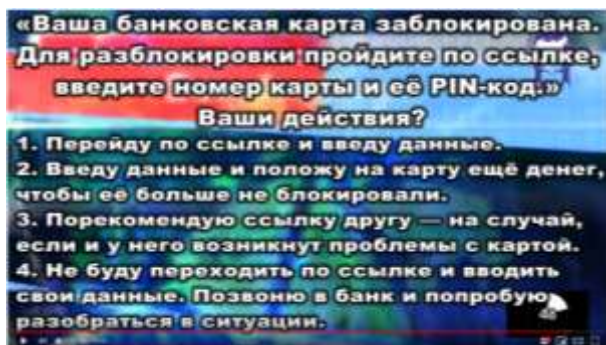 «Ваша банковская карта заблокирована.
Для разблокировки пройдите по ссылке,
введите номер карты и её PIN-код.»
Ваши действия?
1. Перейду по ссылке и введу данные.
2. Введу данные и положу на карту ещё денег,
чтобы её больше не блокировали.
3. Порекомендую ссылку другу — на случай,
если и у него возникнут проблемы с картой.
4. Не буду переходить по ссылке и вводить
свои данные. Позвоню в банк и попробую
разобраться в ситуации.